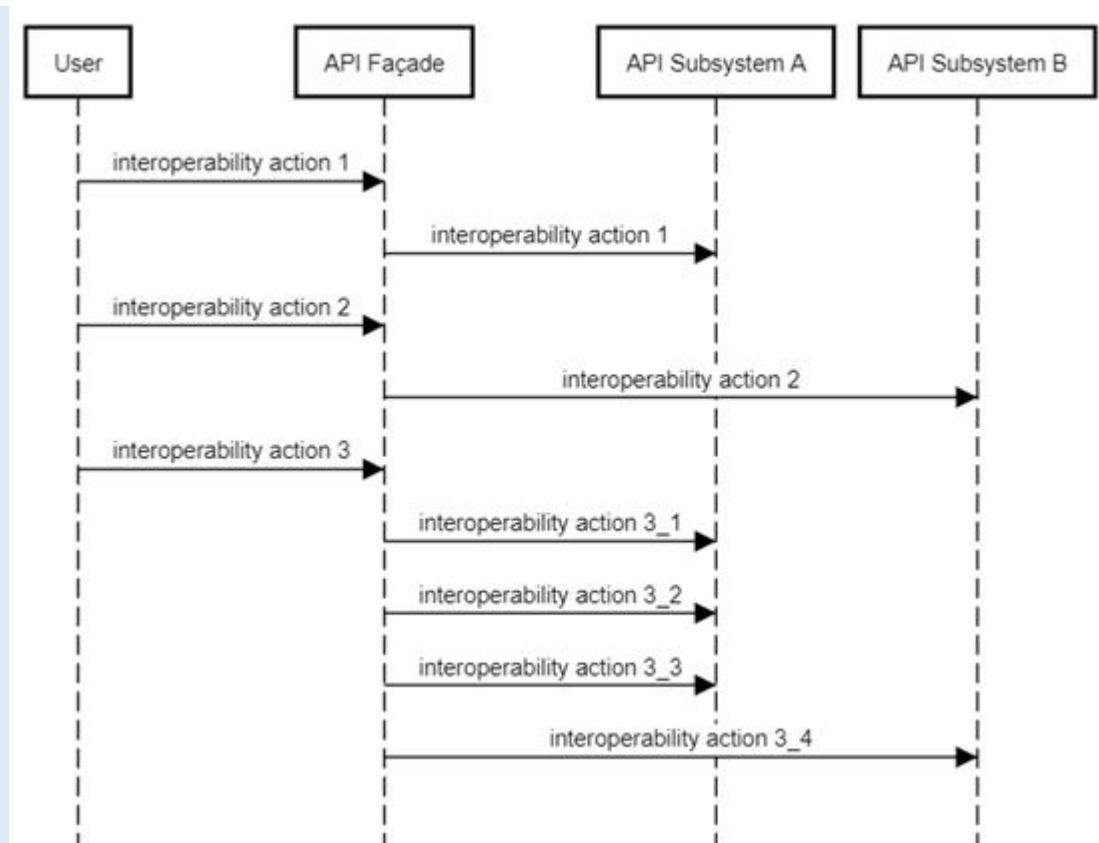 User
API Façade
API Subsystem A
API Subsystem B
interoperability action 1
interoperability action 1
interoperability action 2
interoperability action 2
interoperability action 3
interoperability action 3_1
interoperability action 3_2
interoperability action 3_3
interoperability action 3_4